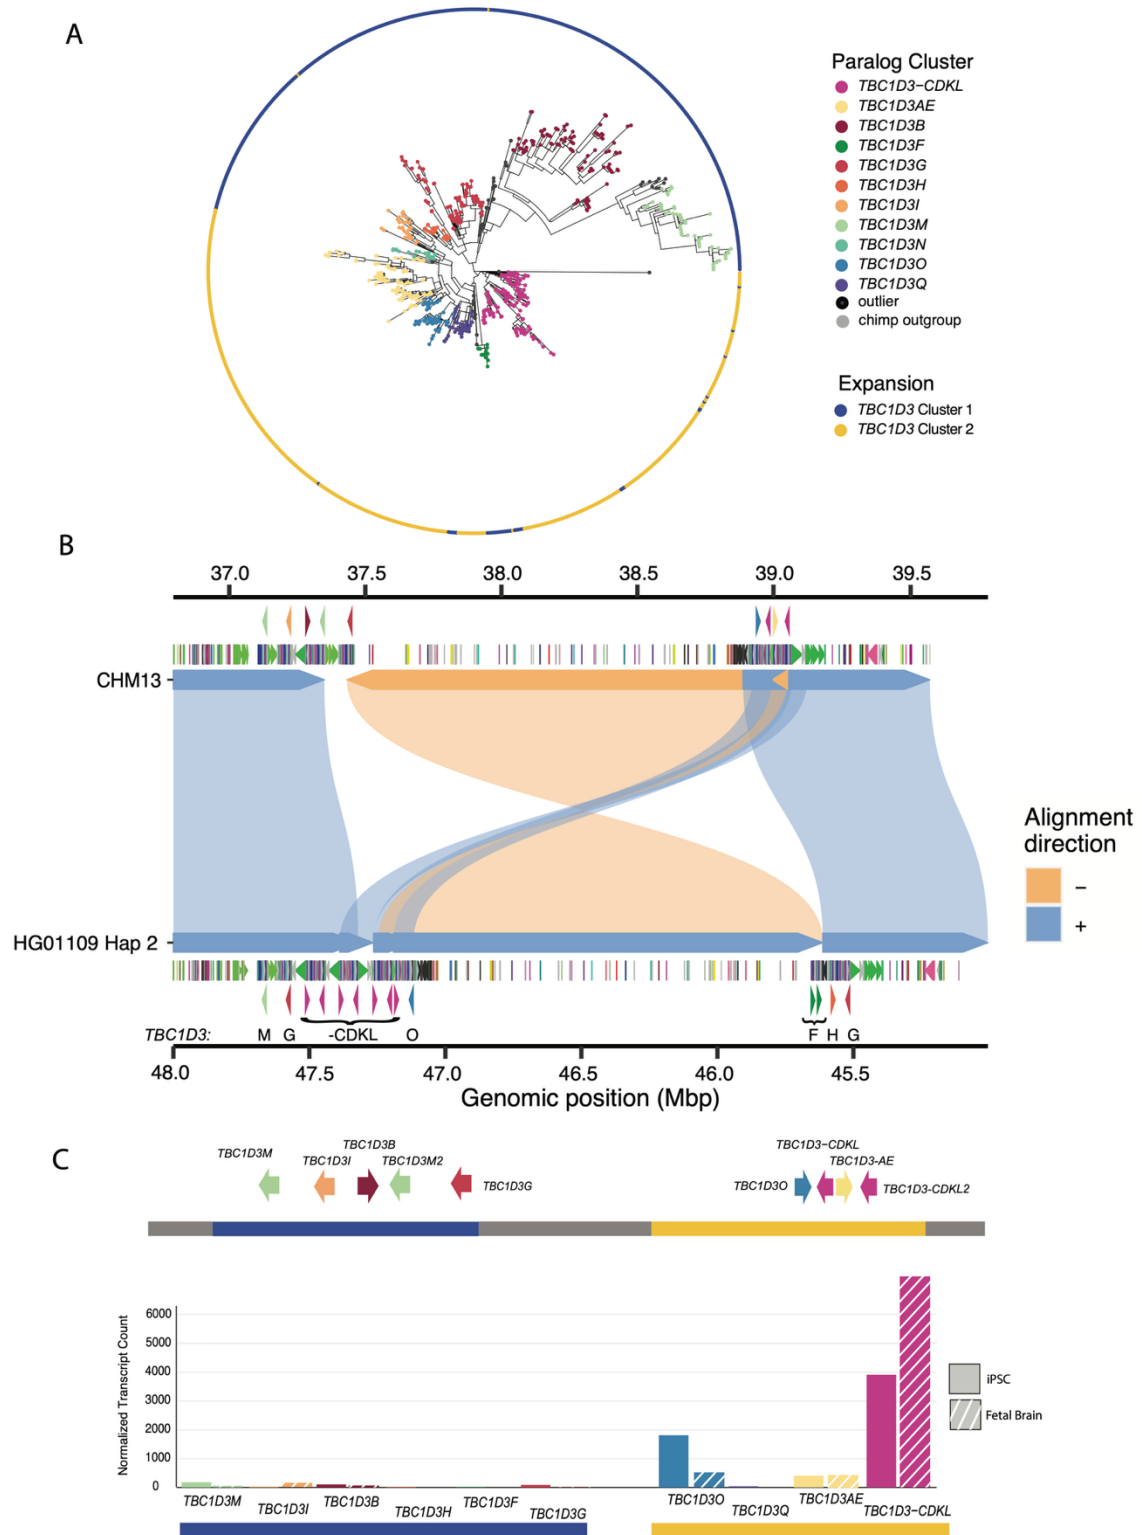 A
Paralog Cluster
TBC1D3−CDKL
TBC1D3AE
TBC1D3B
TBC1D3F
TBC1D3G
TBC1D3H
TBC1D3I
TBC1D3M
TBC1D3N
TBC1D3O
TBC1D3Q
outlier
chimp outgroup
Expansion
TBC1D3 Cluster 1
TBC1D3 Cluster 2
B
37.0 37.5 38.0 38.5 39.0 39.5
CHM13
Alignment
direction
−
+
HG01109 Hap 2
TBC1D3: M G -CDKL O F H G
48.0 47.5 47.0 46.5 46.0 45.5
Genomic position (Mbp)
C
TBC1D3M
TBC1D3I
TBC1D3B
TBC1D3M2
TBC1D3G
TBC1D3O
TBC1D3−CDKL
TBC1D3-AE
TBC1D3-CDKL2
Normalized Transcript Count
6000
5000
4000
3000
2000
1000
0
iPSC
Fetal Brain
TBC1D3M TBC1D3I TBC1D3B TBC1D3H TBC1D3F TBC1D3G TBC1D3O TBC1D3Q TBC1D3AE TBC1D3−CDKL